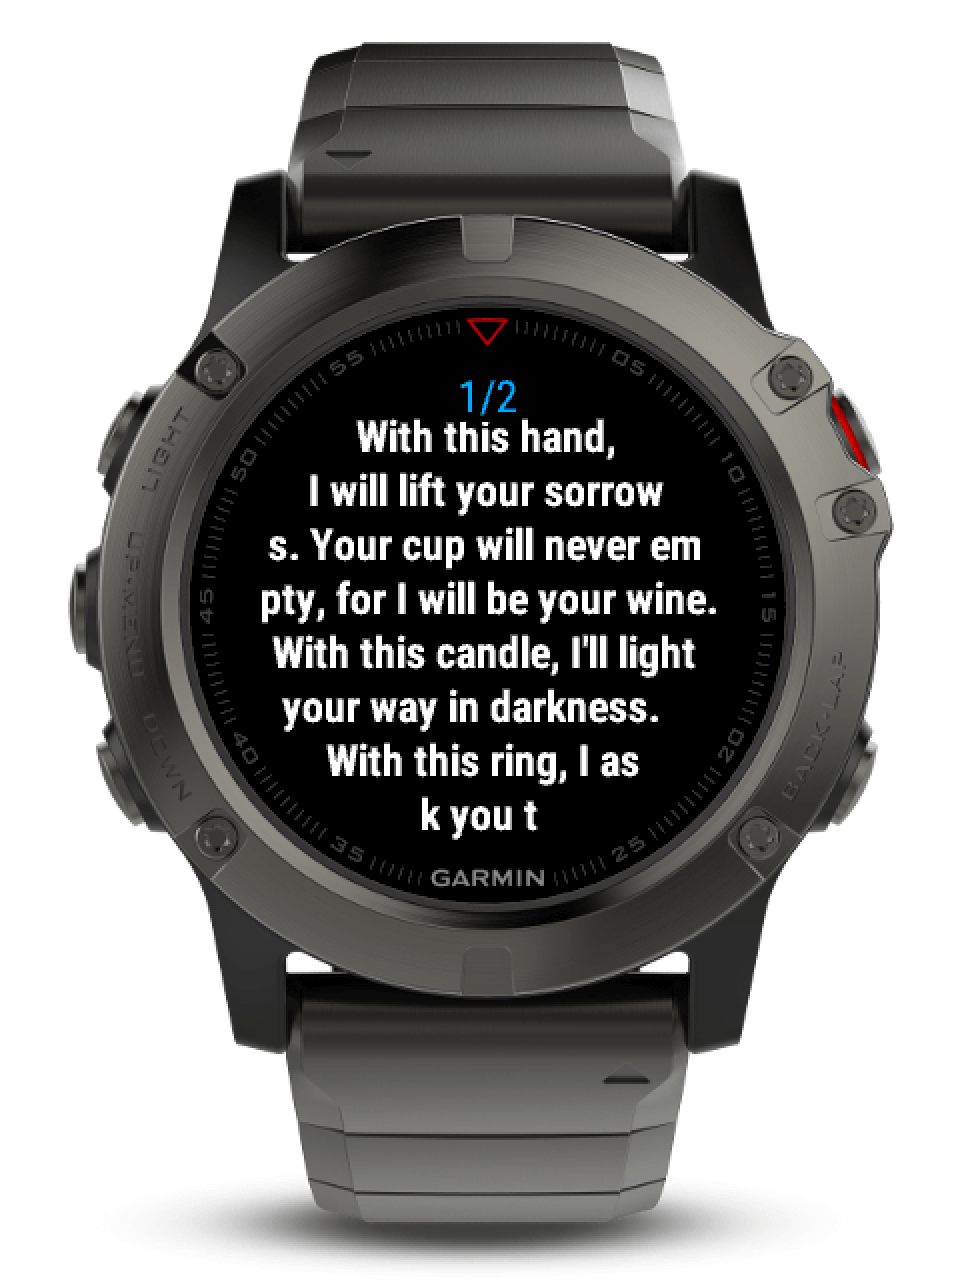 55
05
1/2
With this hand,
I will lift your sorrow
s. Your cup will never em
pty, for I will be your wine.
With this candle, I'll light
your way in darkness.
With this ring, I as
k you t
LIGHT
50
10
UP·MENU
45
15
DOWN
40
20
BACK·LAP
35
25
GARMIN